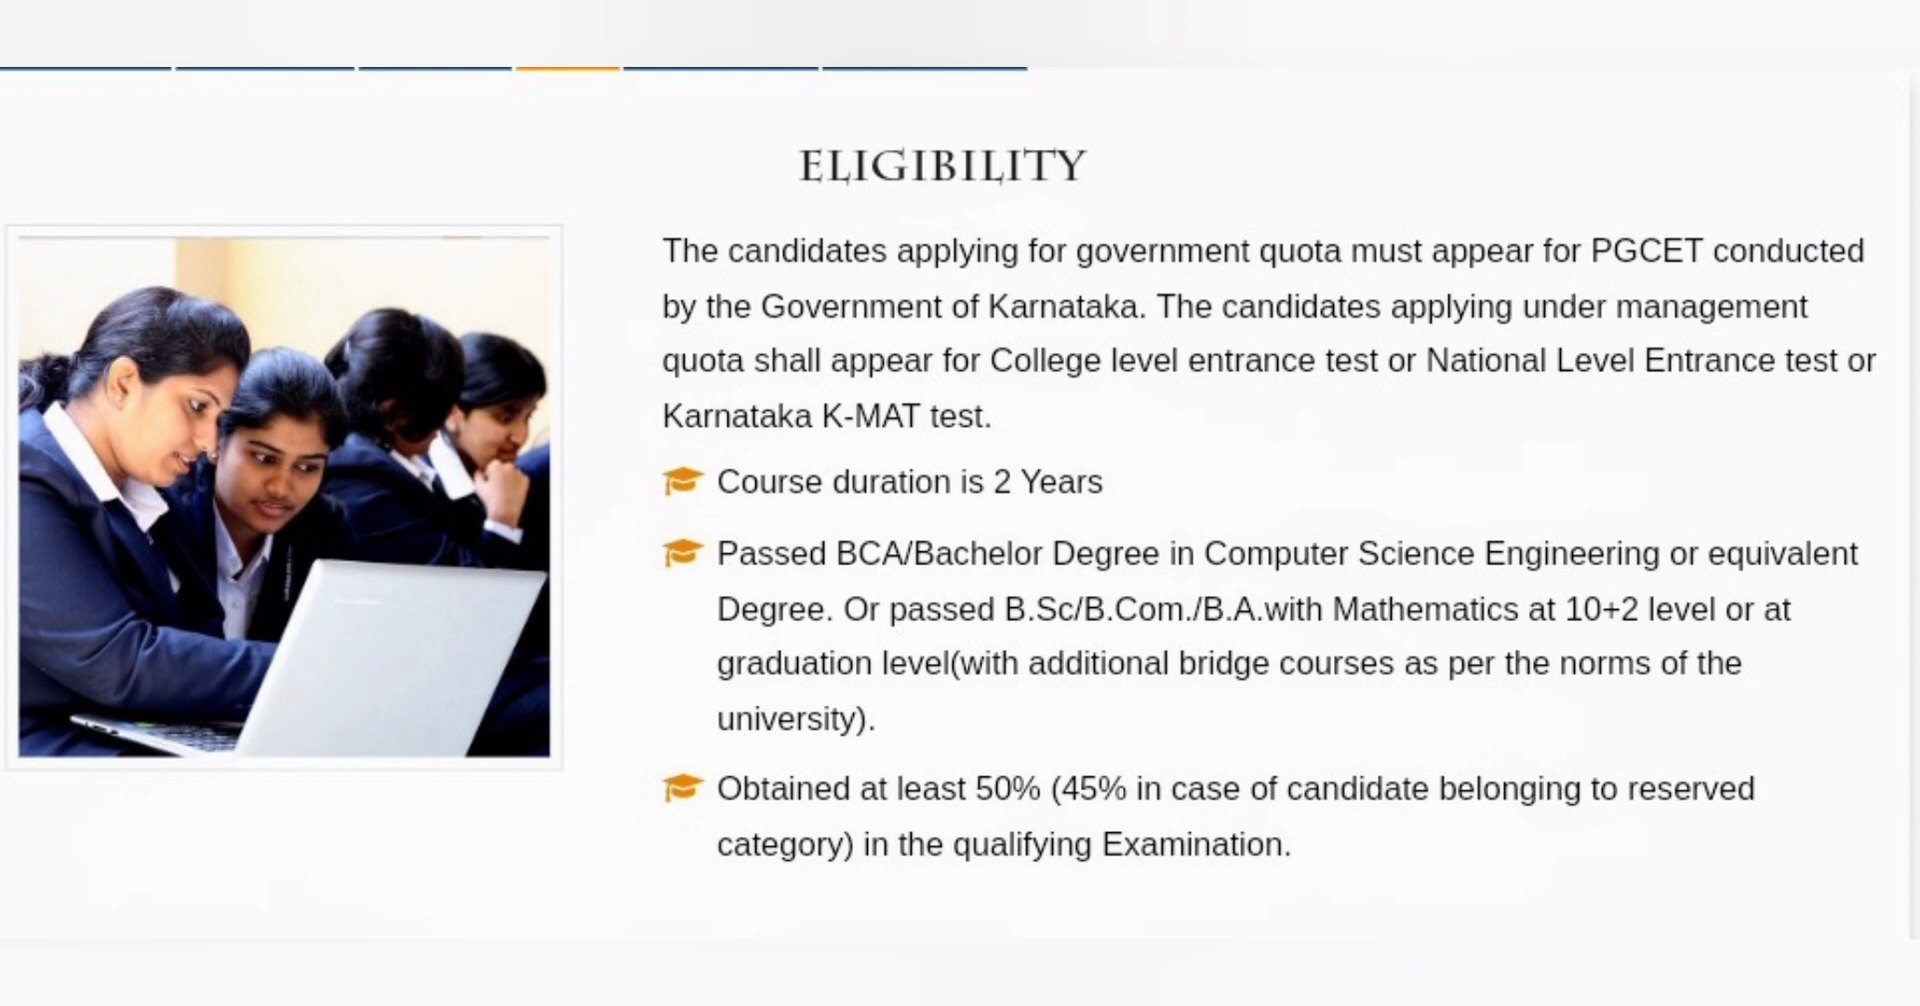 ELIGIBILITY
The candidates applying for government quota must appear for PGCET conducted
by the Government of Karnataka. The candidates applying under management
quota shall appear for College level entrance test or National Level Entrance test or
Karnataka K-MAT test.
Course duration is 2 Years
Passed BCA/Bachelor Degree in Computer Science Engineering or equivalent
Degree. Or passed B.Sc/B.Com./B.A.with Mathematics at 10+2 level or at
graduation level(with additional bridge courses as per the norms of the
university).
Obtained at least 50% (45% in case of candidate belonging to reserved
category) in the qualifying Examination.